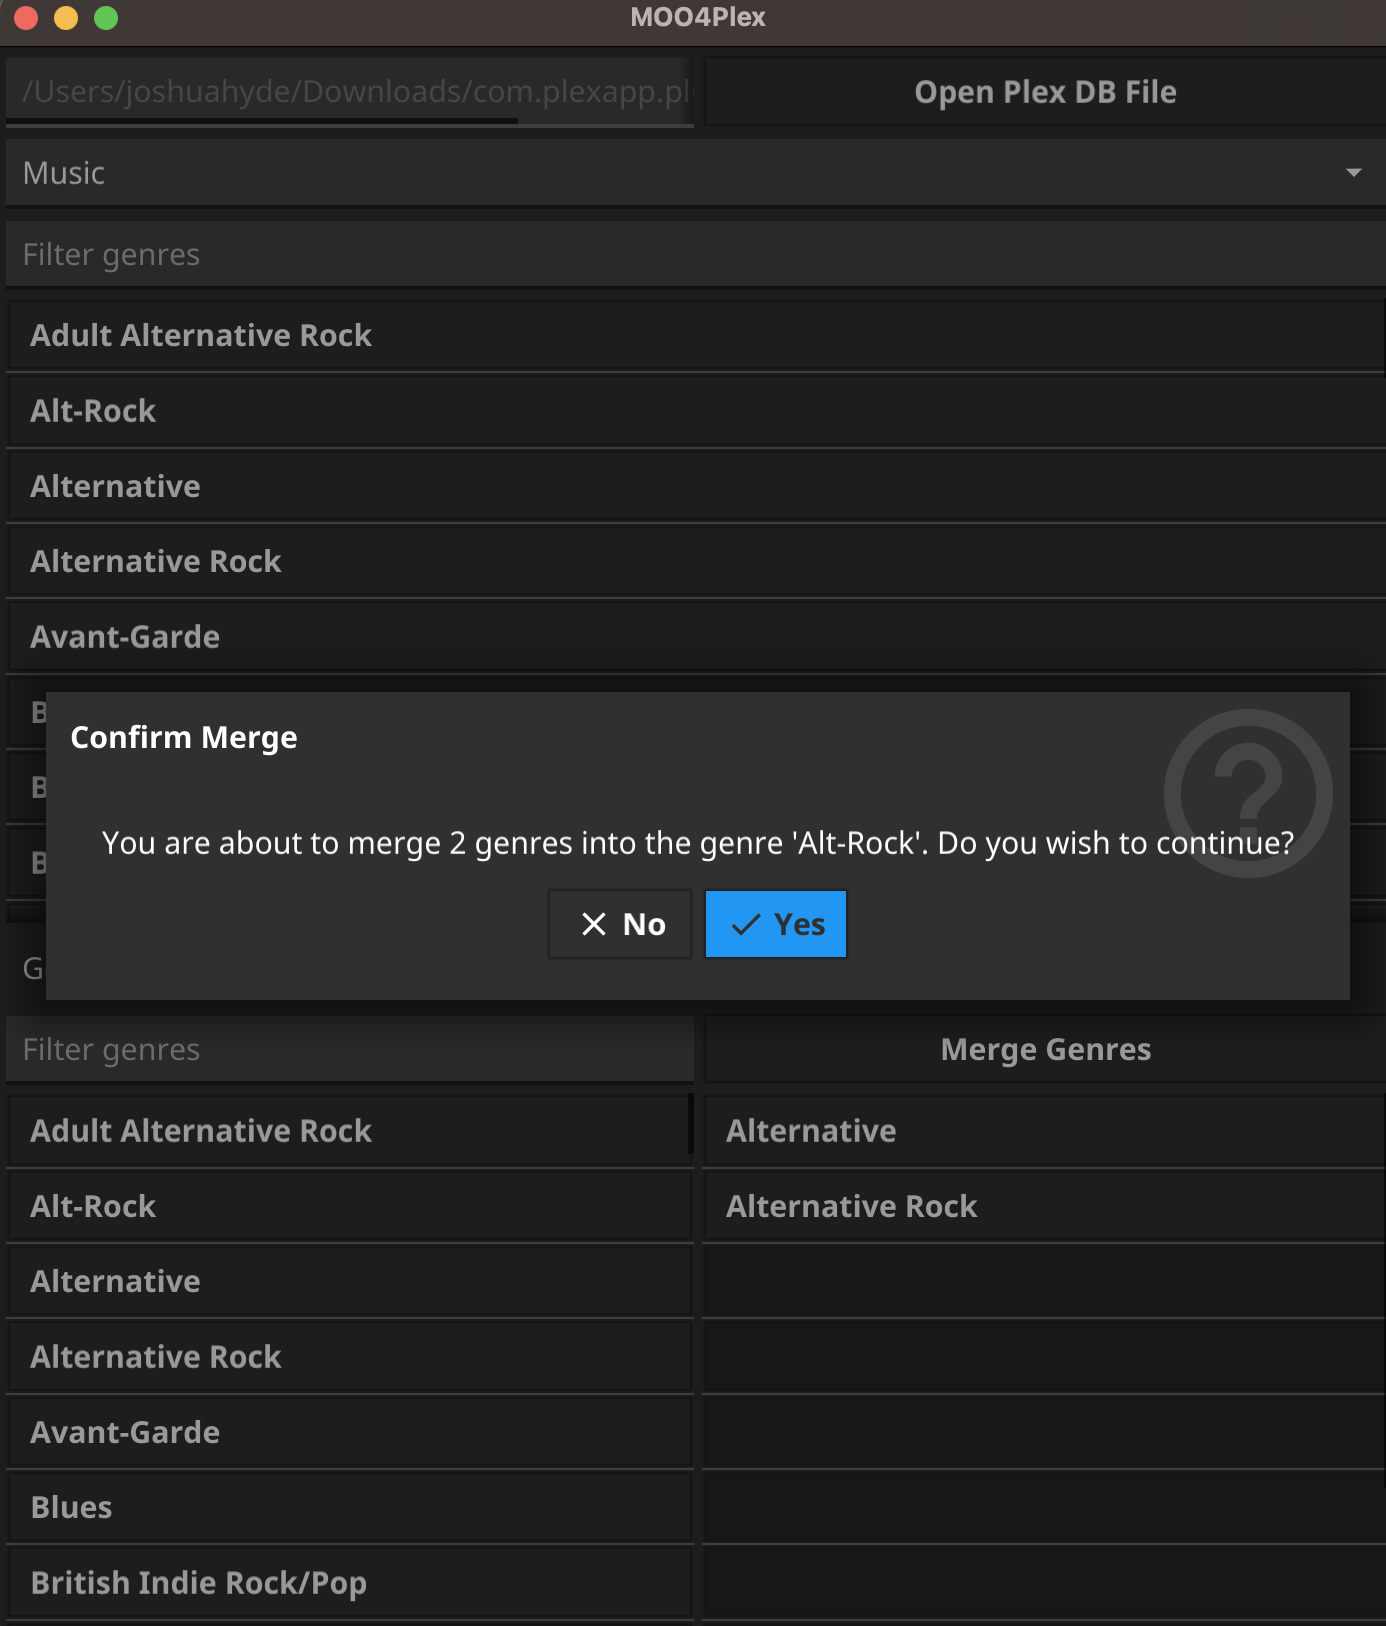 MOO4Plex
/Users/joshuahyde/Downloads/com.plexapp.pl
Open Plex DB File
Music
Filter genres
Adult Alternative Rock
Alt-Rock
Alternative
Alternative Rock
Avant-Garde
B
B
B
Confirm Merge
You are about to merge 2 genres into the genre 'Alt-Rock'. Do you wish to continue?
No
Yes
G
Filter genres
Merge Genres
Adult Alternative Rock
Alternative
Alt-Rock
Alternative Rock
Alternative
Alternative Rock
Avant-Garde
Blues
British Indie Rock/Pop